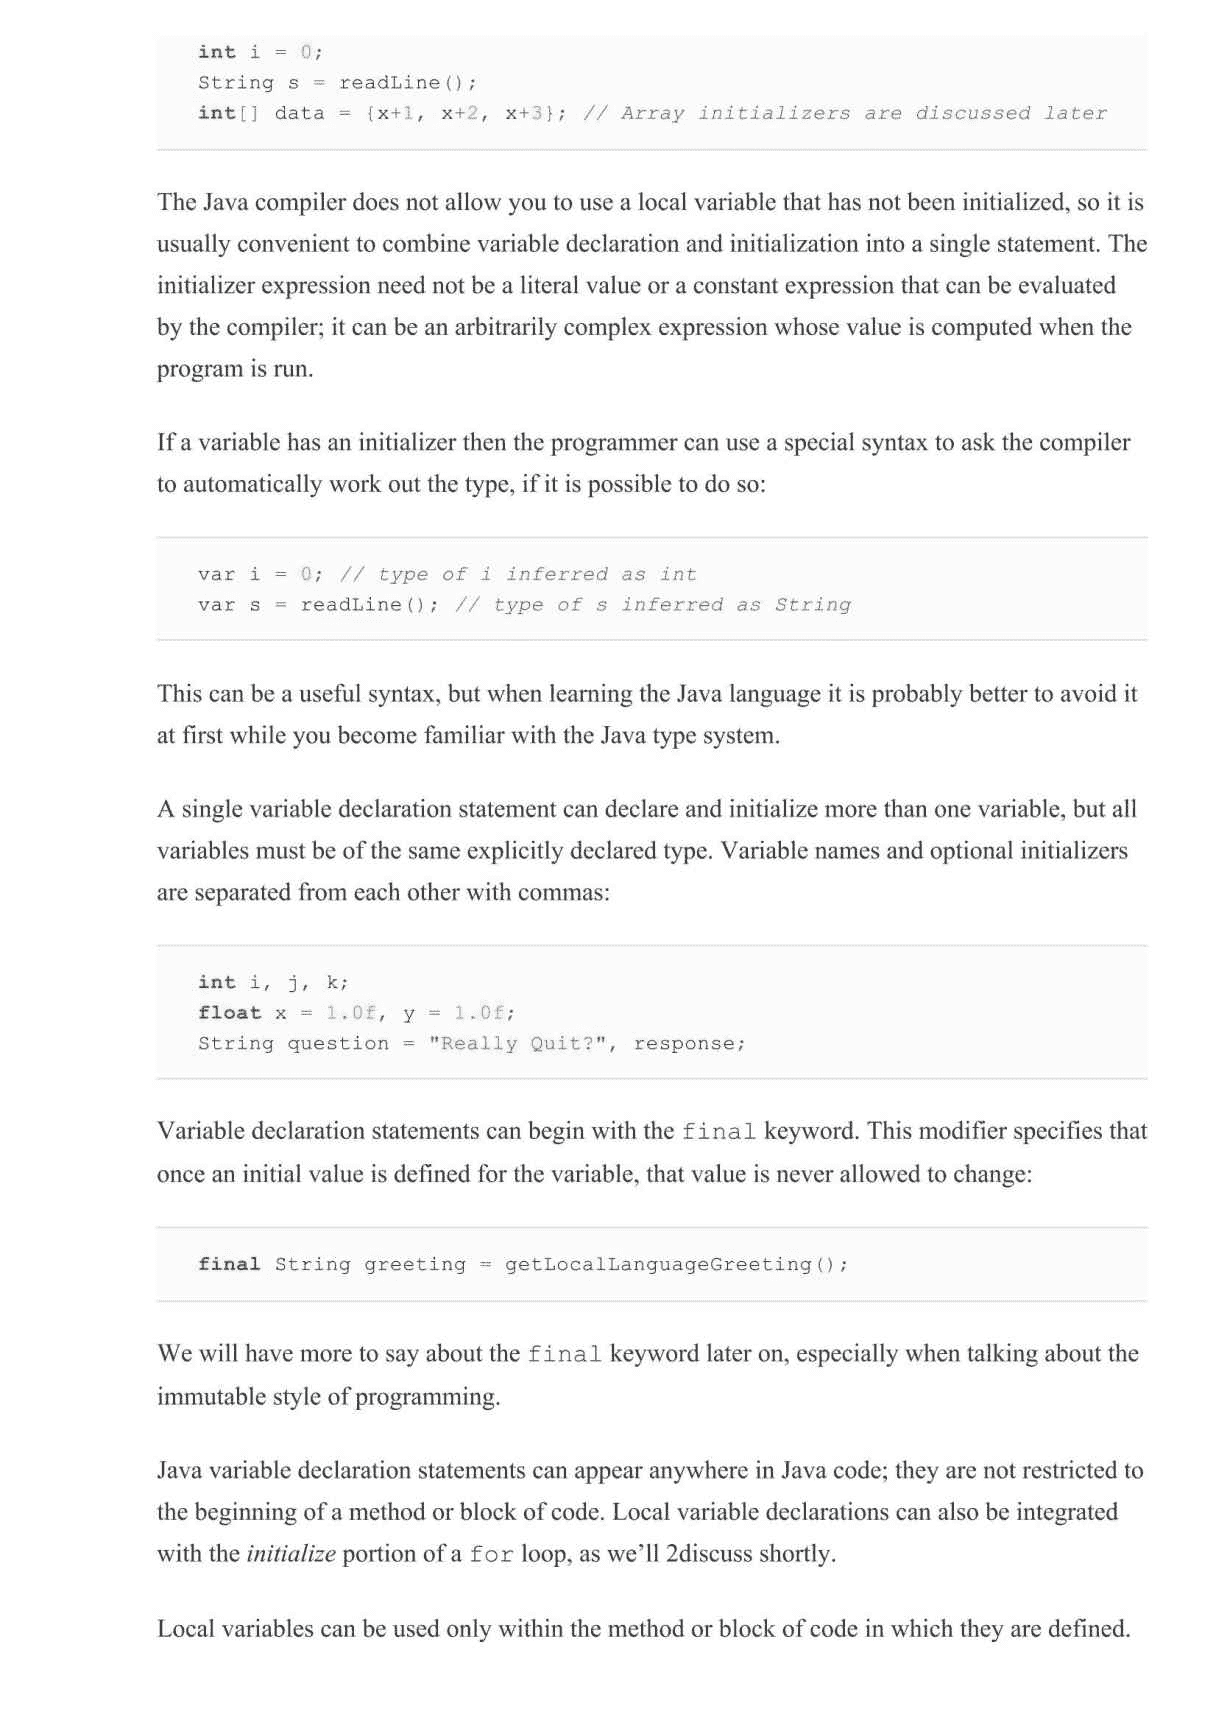 int i = 0;
String s = readLine();
int[] data = {x+1, x+2, x+3}; // Array initializers are discussed later
The Java compiler does not allow you to use a local variable that has not been initialized, so it is
usually convenient to combine variable declaration and initialization into a single statement. The
initializer expression need not be a literal value or a constant expression that can be evaluated
by the compiler; it can be an arbitrarily complex expression whose value is computed when the
program is run.
If a variable has an initializer then the programmer can use a special syntax to ask the compiler
to automatically work out the type, if it is possible to do so:
var i = 0; // type of i inferred as int
var s = readLine(); // type of s inferred as String
This can be a useful syntax, but when learning the Java language it is probably better to avoid it
at first while you become familiar with the Java type system.
A single variable declaration statement can declare and initialize more than one variable, but all
variables must be of the same explicitly declared type. Variable names and optional initializers
are separated from each other with commas:
int i, j, k;
float x = 1.0f, y = 1.0f;
String question = "Really Quit?", response;
Variable declaration statements can begin with the final keyword. This modifier specifies that
once an initial value is defined for the variable, that value is never allowed to change:
final String greeting = getLocalLanguageGreeting();
We will have more to say about the final keyword later on, especially when talking about the
immutable style of programming.
Java variable declaration statements can appear anywhere in Java code; they are not restricted to
the beginning of a method or block of code. Local variable declarations can also be integrated
with the initialize portion of a for loop, as we’ll 2discuss shortly.
Local variables can be used only within the method or block of code in which they are defined.